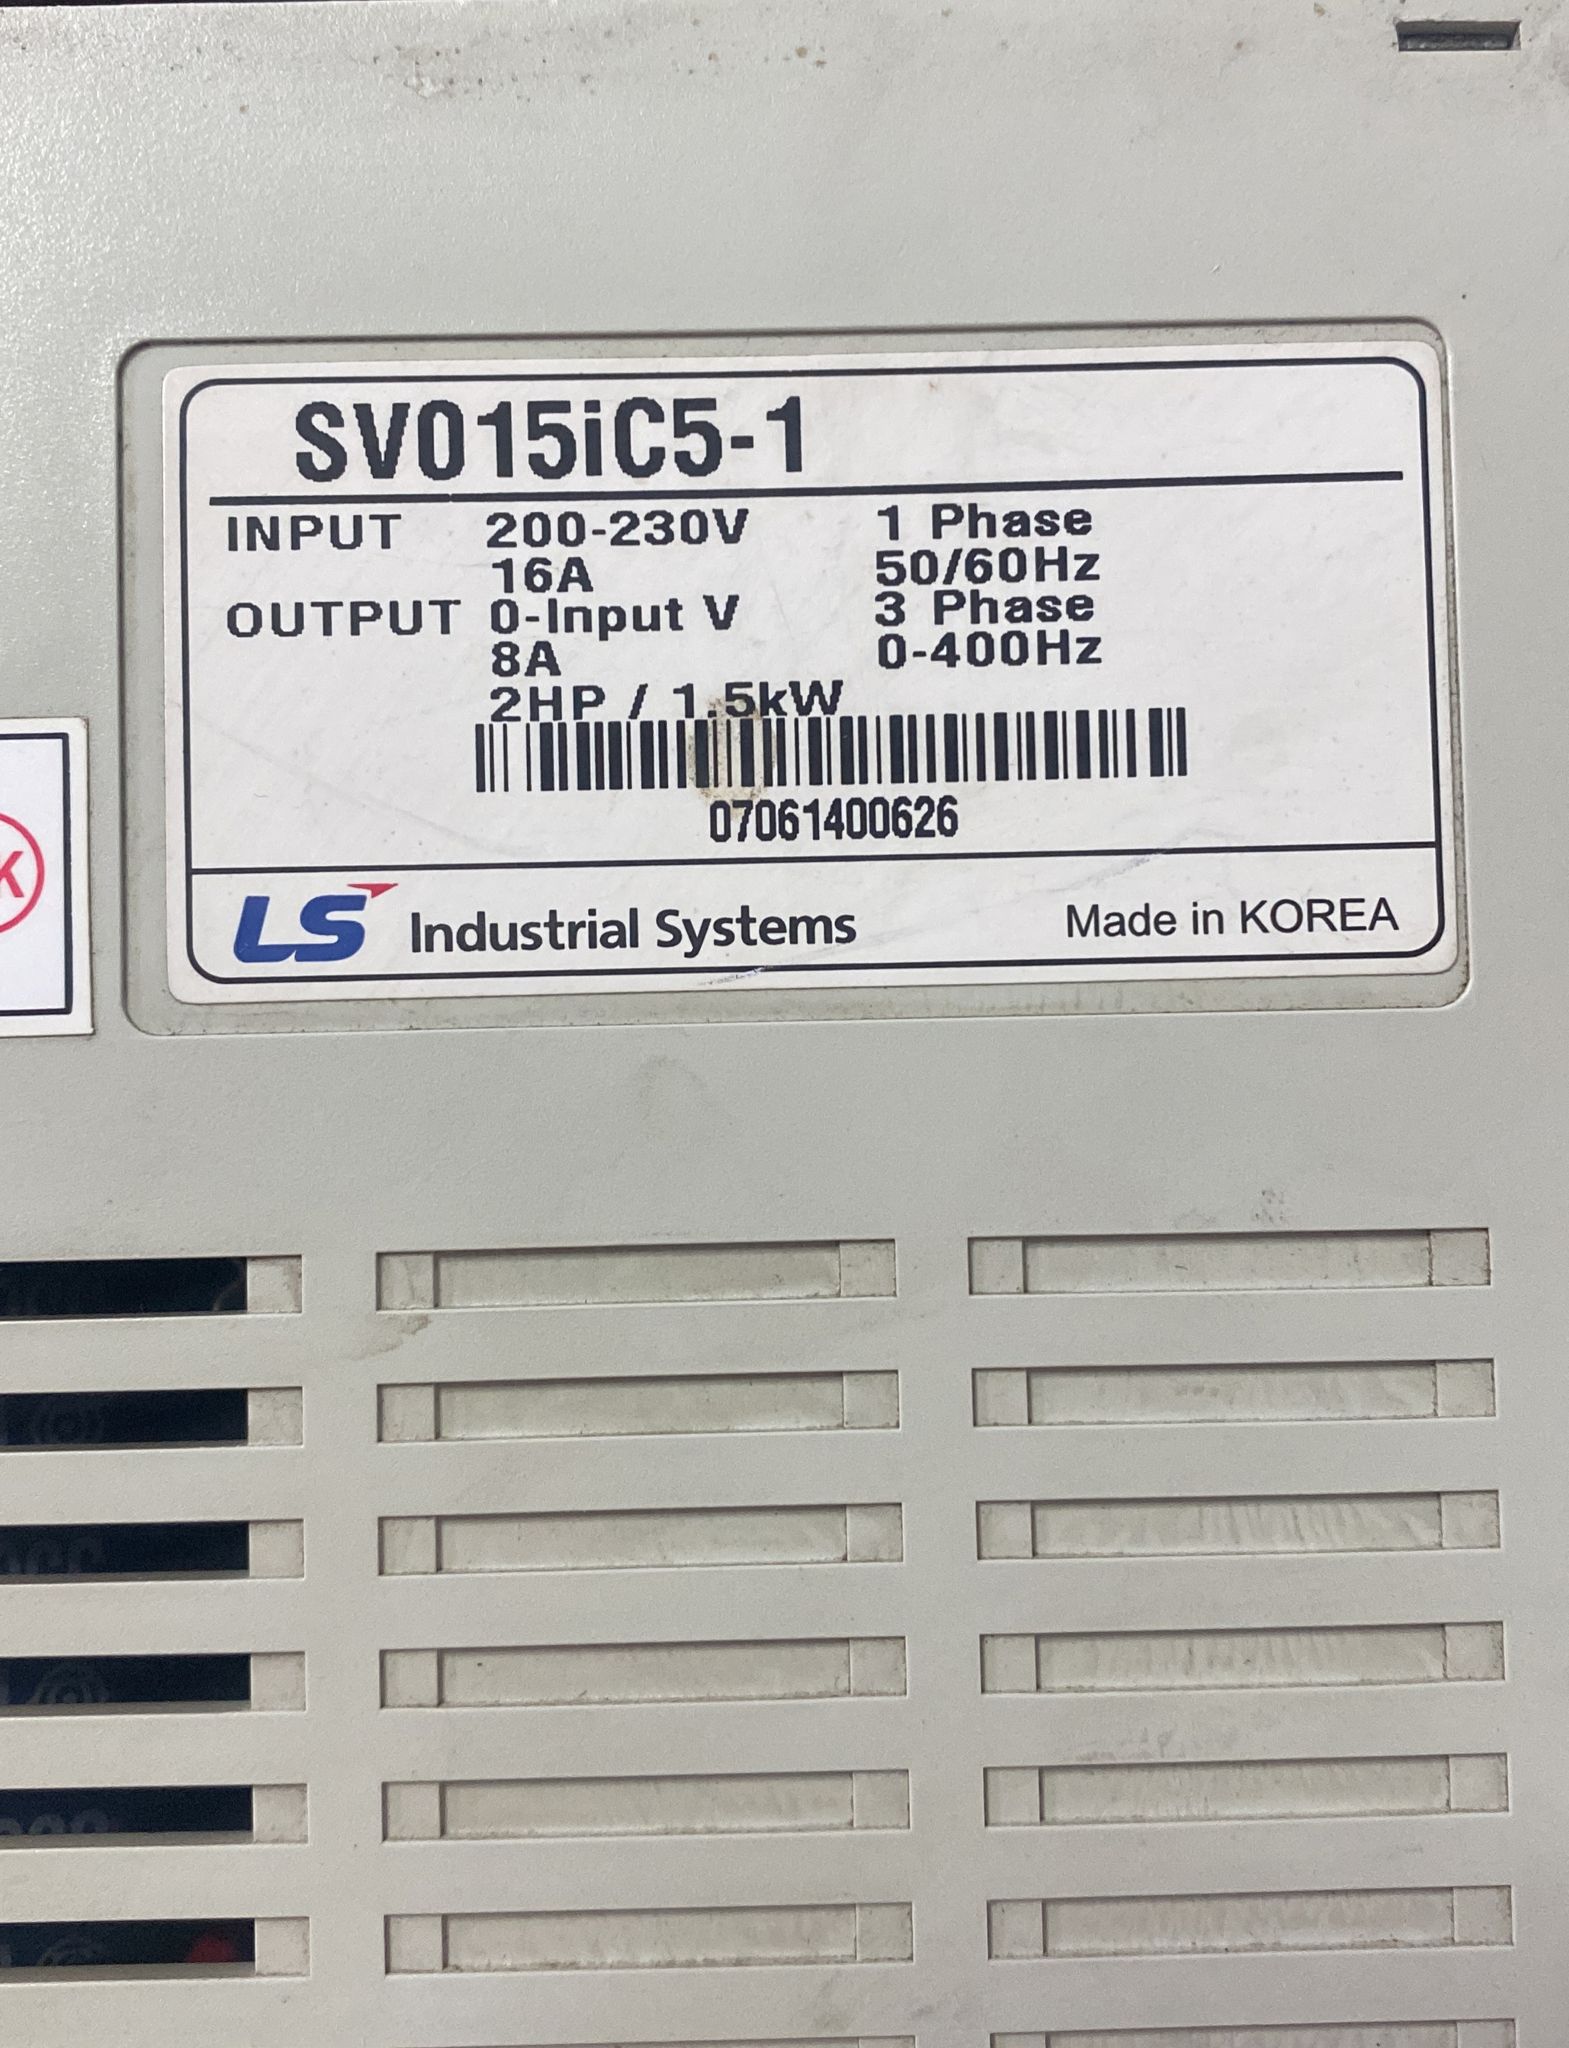 SV015iC5-1
INPUT 200-230V 1 Phase
16A 50/60Hz
OUTPUT 0-Input V 3 Phase
8A 0-400Hz
2HP / 1.5kW
07061400626
K
LS Industrial Systems Made in KOREA